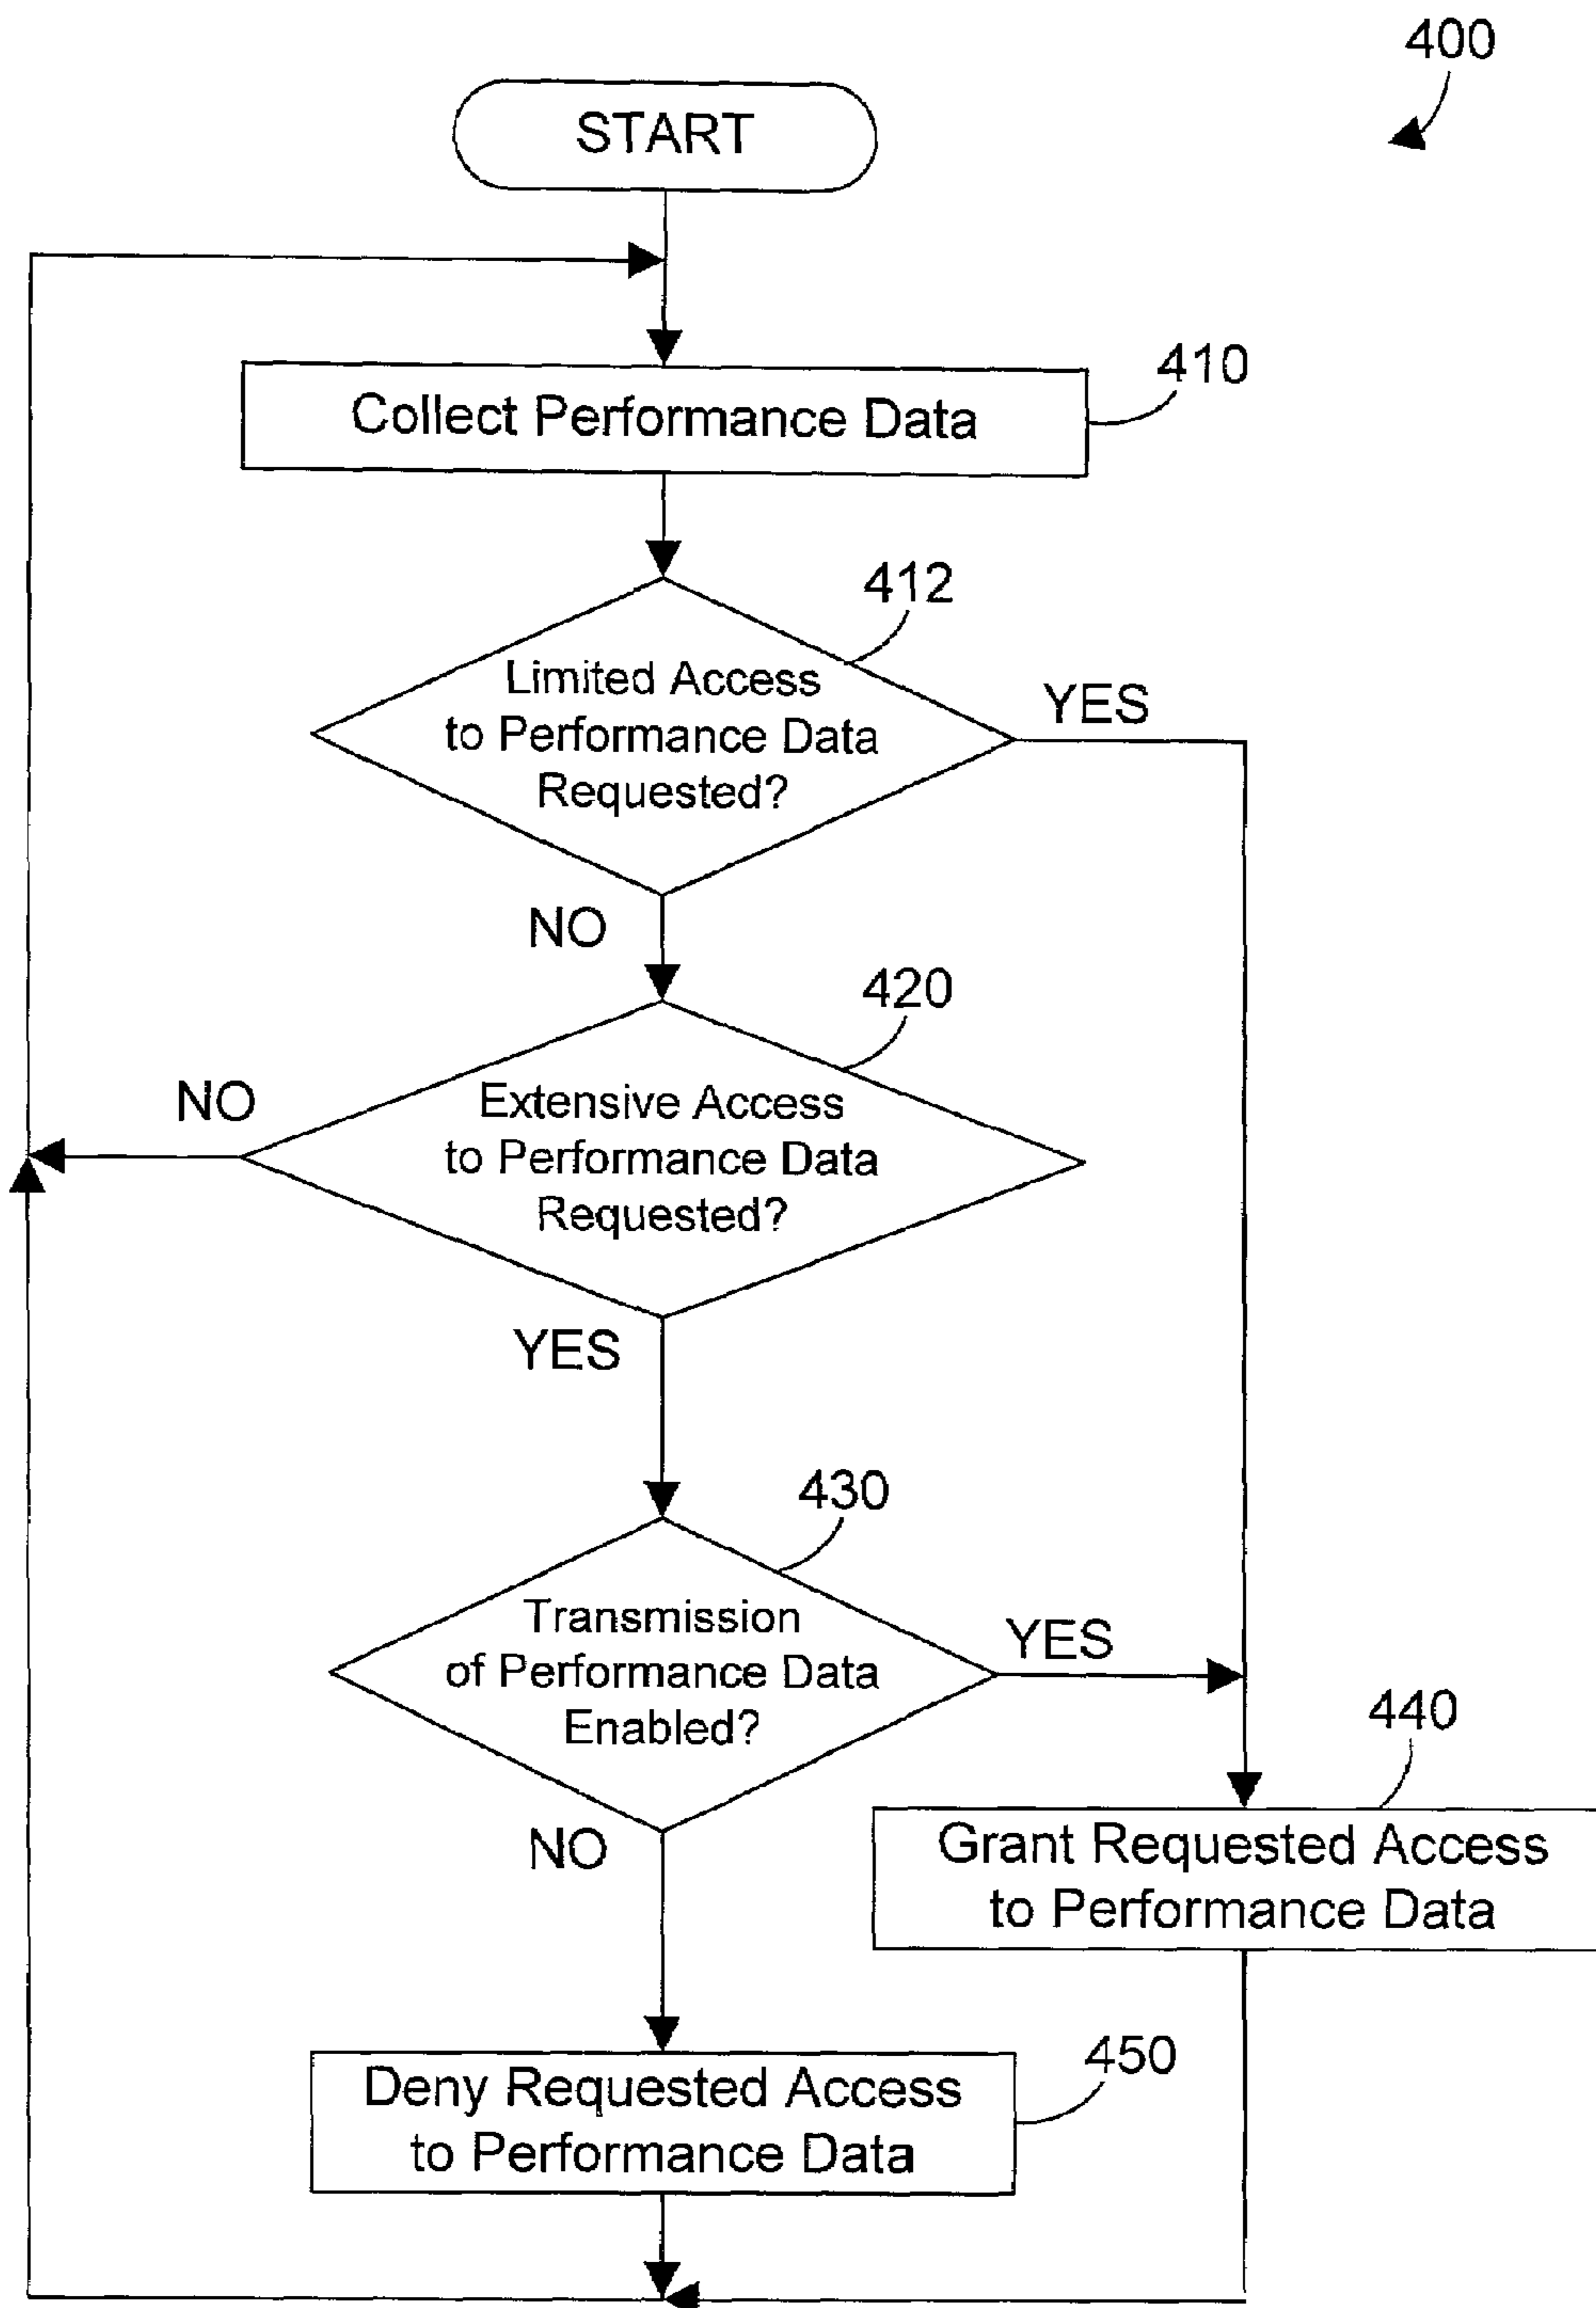 400
START
410
Collect Performance Data
412
Limited Access
to Performance Data
Requested?
YES
NO
420
Extensive Access
to Performance Data
Requested?
NO
YES
430
Transmission
of Performance Data
Enabled?
YES
NO
440
Grant Requested Access
to Performance Data
450
Deny Requested Access
to Performance Data